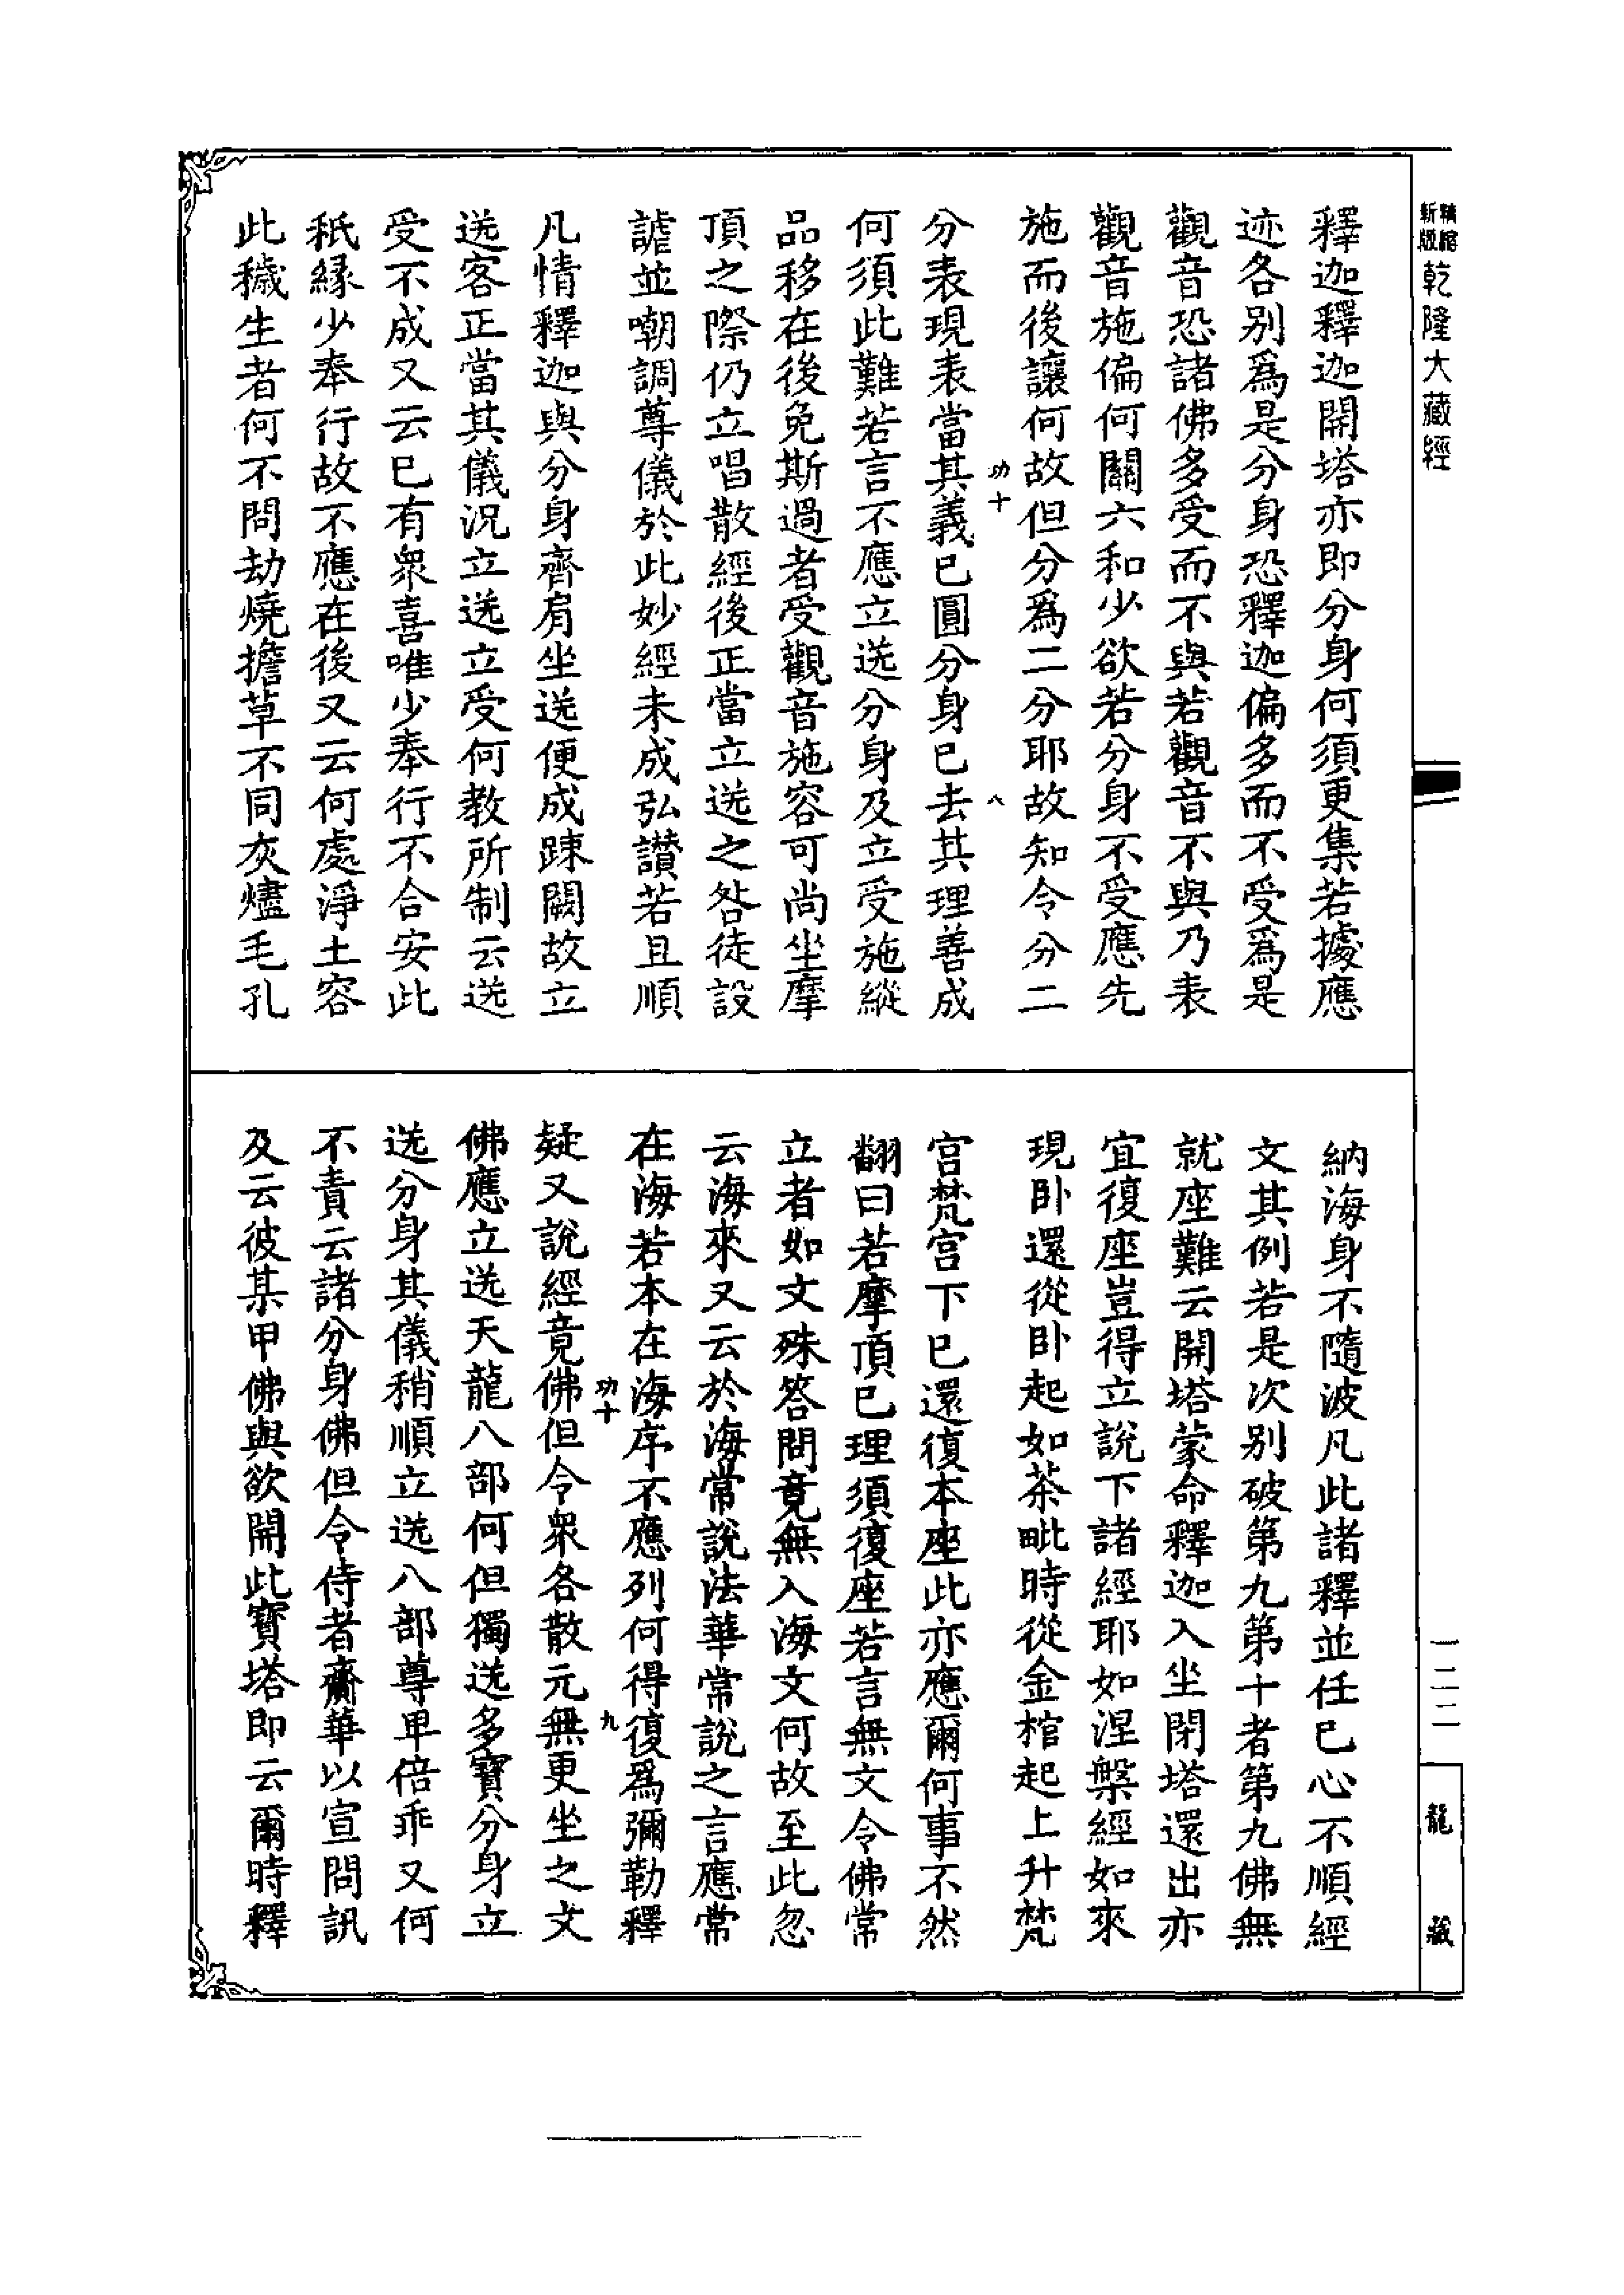 新版精縮乾隆大藏經
釋迦釋迦開塔亦即分身何須更集若據應
迹各別爲是分身恐釋迦偏多而不受爲是
觀音恐諸佛多受而不與若觀音不與乃表
觀音施偏何關六和少欲若分身不受應先
施而後讓何故但分爲二分耶故知令分二
功十 八
分表現表當其義已圓分身已去其理善成
何須此難若言不應立送分身及立受施縱
品移在後免斯過者受觀音施容可尚坐摩
頂之際仍立唱散經後正當立送之咎徒設
謔並嘲調尊儀於此妙經未成弘讚若且順
凡情釋迦與分身齊肩坐送便成踈闕故立
送客正當其儀況立送立受何教所制云送
受不成又云已有衆喜唯少奉行不合安此
秖緣少奉行故不應在後又云何處淨土容
此穢生者何不問劫燒擔草不同灰燼毛孔
納海身不隨波凡此諸釋並任已心不順經
文其例若是次別破第九第十者第九佛無
就座難云開塔蒙命釋迦入坐閉塔還出亦
宜復座豈得立說下諸經耶如涅槃經如來
現卧還從卧起如茶毗時從金棺起上升梵
宫梵宫下已還復本座此亦應爾何事不然
翻曰若摩頂已理須復座若言無文令佛常
立者如文殊答問竟無入海文何故至此忽
云海來又云於海常說法華常說之言應常
在海若本在海序不應列何得復爲彌勒釋
功十 九
疑又說經竟佛但令衆各散元無更坐之文
佛應立送天龍八部何但獨送多寶分身立
送分身其儀稍順立送八部尊卑倍乖又何
不責云諸分身佛但令侍者齎華以宣問訊
及云彼某甲佛與欲開此寶塔即云爾時釋
一二二
龍藏